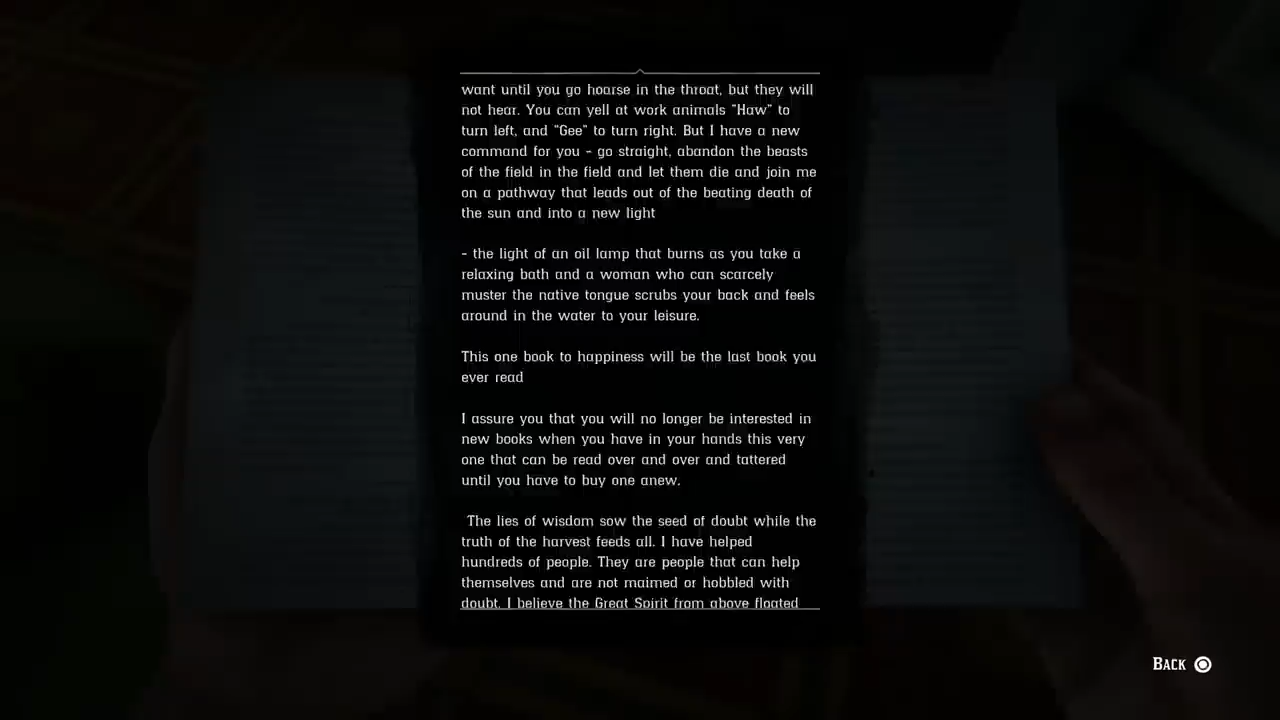 want until you go hoarse in the throat, but they will
not hear. You can yell at work animals "Haw" to
turn left, and "Gee" to turn right. But I have a new
command for you - go straight, abandon the beasts
of the field in the field and let them die and join me
on a pathway that leads out of the beating death of
the sun and into a new light
- the light of an oil lamp that burns as you take a
relaxing bath and a woman who can scarcely
muster the native tongue scrubs your back and feels
around in the water to your leisure.
This one book to happiness will be the last book you
ever read
I assure you that you will no longer be interested in
new books when you have in your hands this very
one that can be read over and over and tattered
until you have to buy one anew.
The lies of wisdom sow the seed of doubt while the
truth of the harvest feeds all. I have helped
hundreds of people. They are people that can help
themselves and are not maimed or hobbled with
doubt. I believe the Great Spirit from above floated
BACK